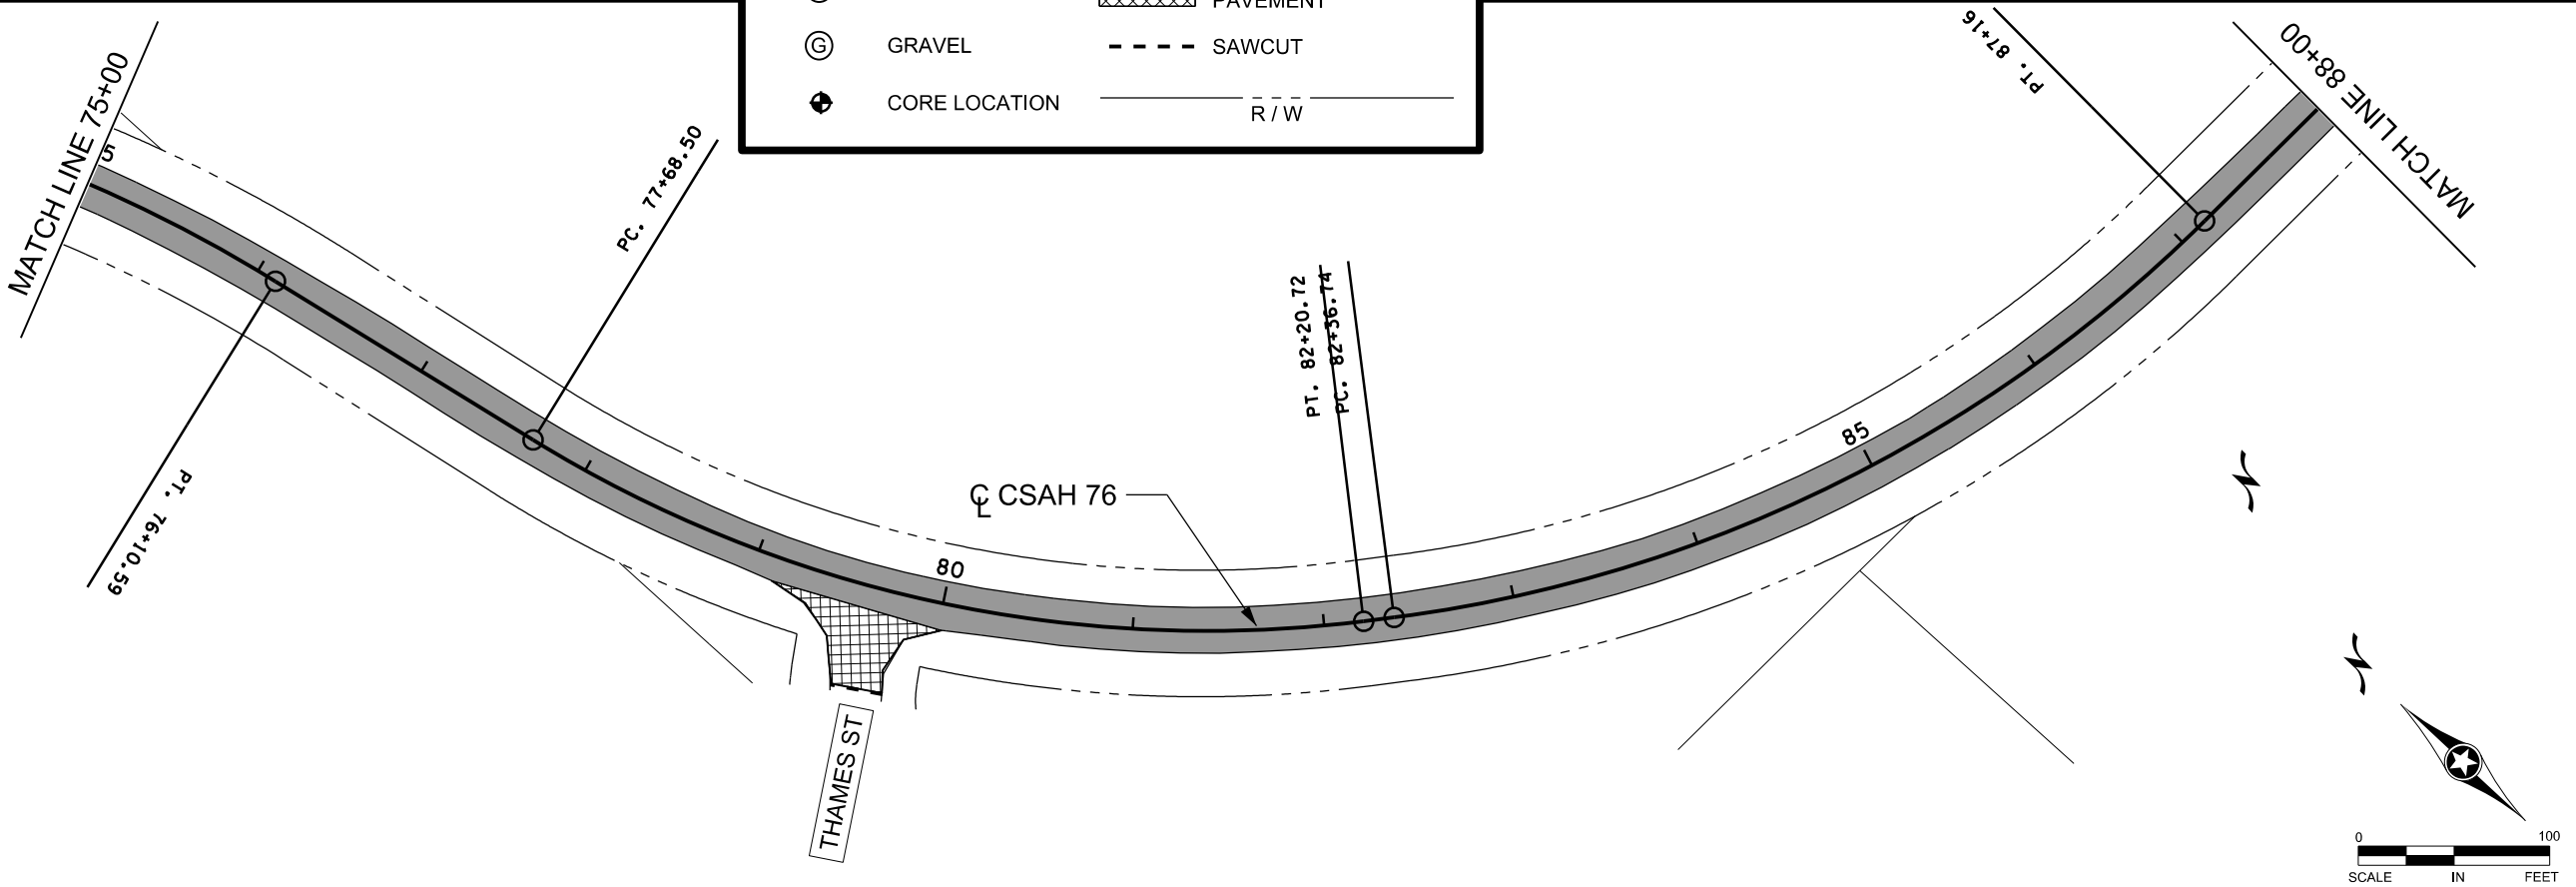 PAVEMENT
G GRAVEL
SAWCUT
CORE LOCATION
R / W
MATCH LINE 75+00
5
PT. 76+10.59
PC. 77+68.50
80
℄ CSAH 76
THAMES ST
PT. 82+20.72
PC. 82+36.74
85
PT. 87+16
MATCH LINE 88+00
0 100
SCALE IN FEET